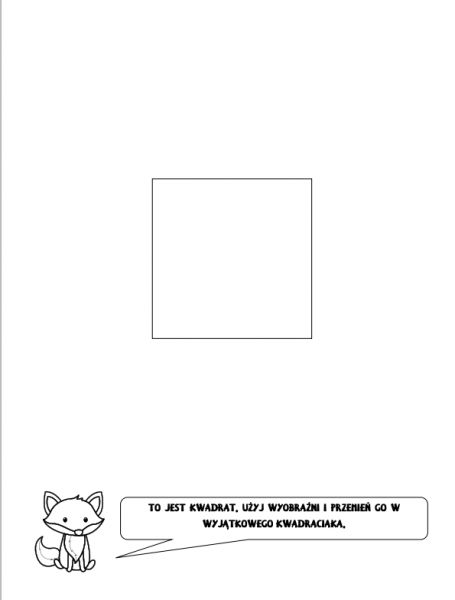 TO JEST KWADRAT, UŻYJ WYOBRAŹNI I PRZEMIEŃ GO W
WYJĄTKOWEGO KWADRACIAKA.